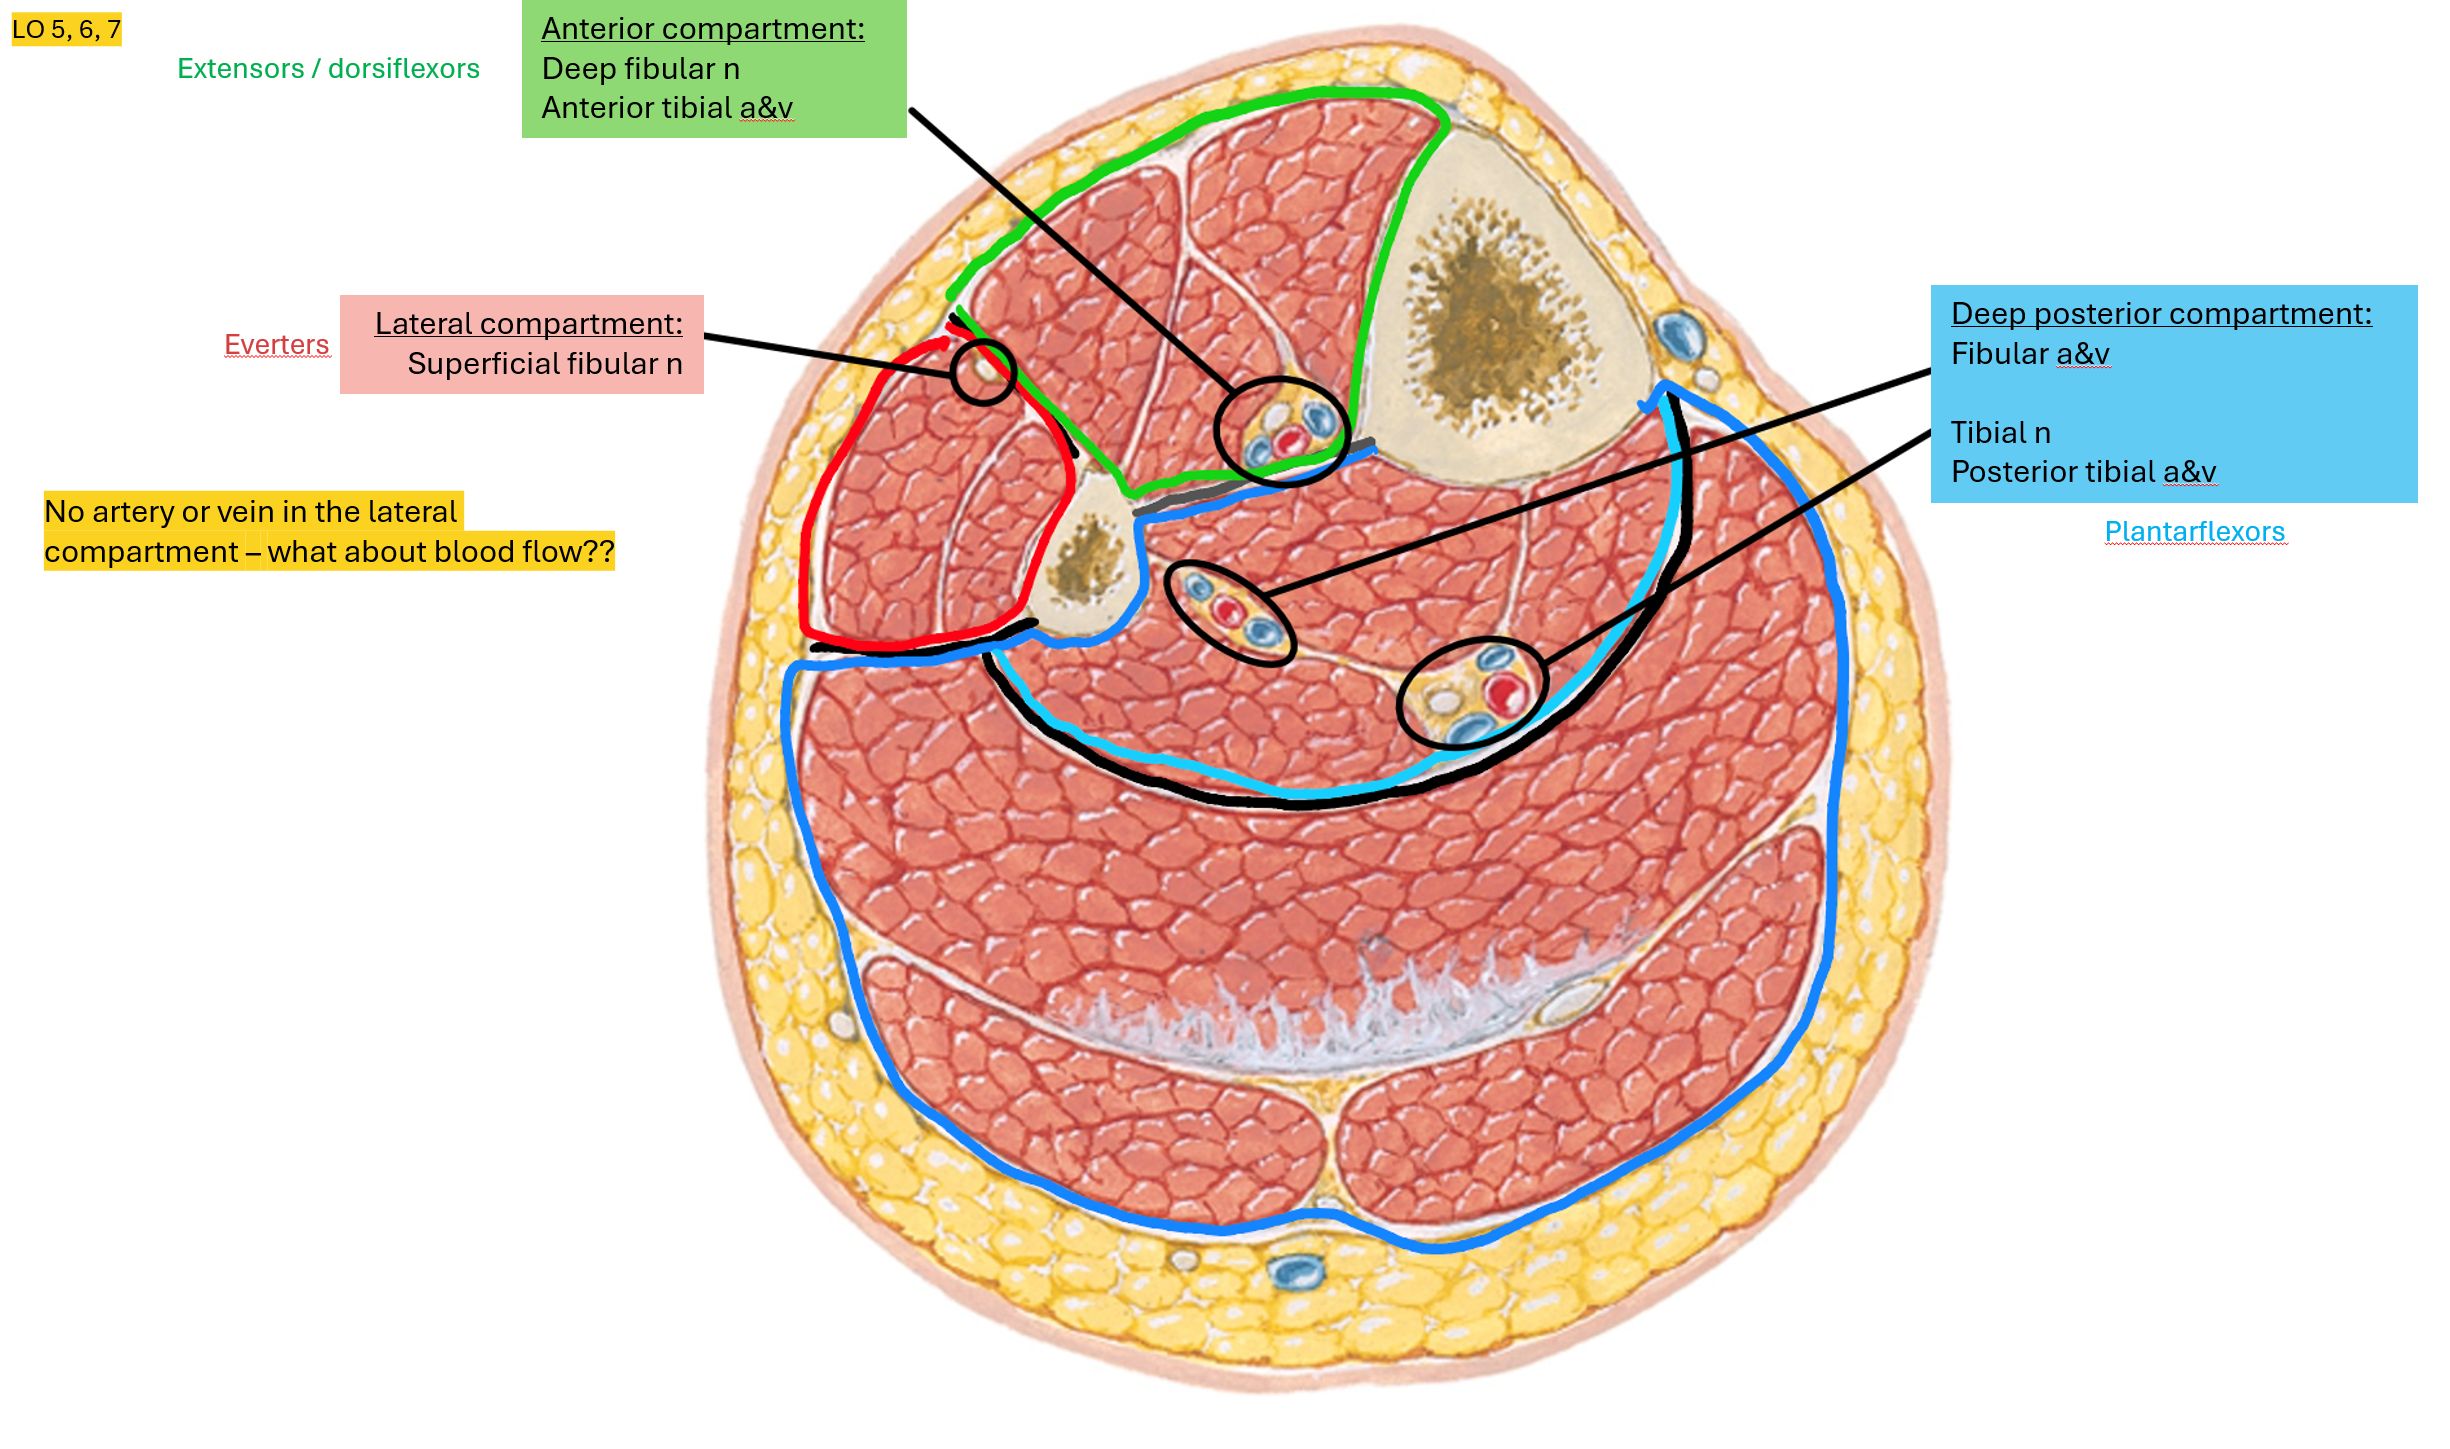 LO 5, 6, 7
Extensors / dorsiflexors
Anterior compartment:
Deep fibular n
Anterior tibial a&v
Everters
Lateral compartment:
Superficial fibular n
Deep posterior compartment:
Fibular a&v
Tibial n
Posterior tibial a&v
Plantarflexors
No artery or vein in the lateral
compartment – what about blood flow??